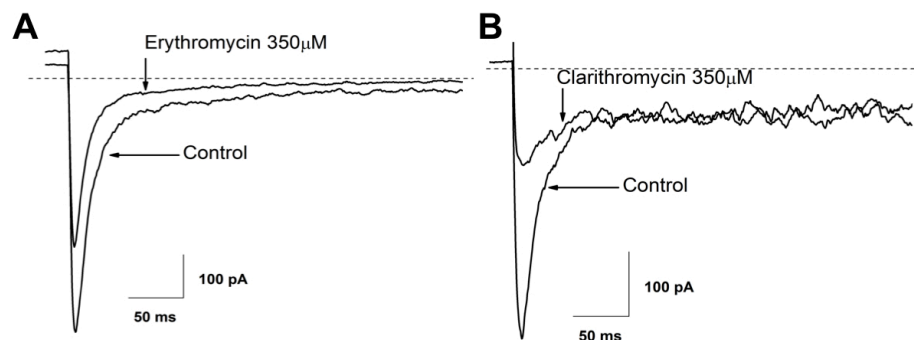 A
Erythromycin 350μM
Control
100 pA
50 ms
B
Clarithromycin 350μM
Control
100 pA
50 ms